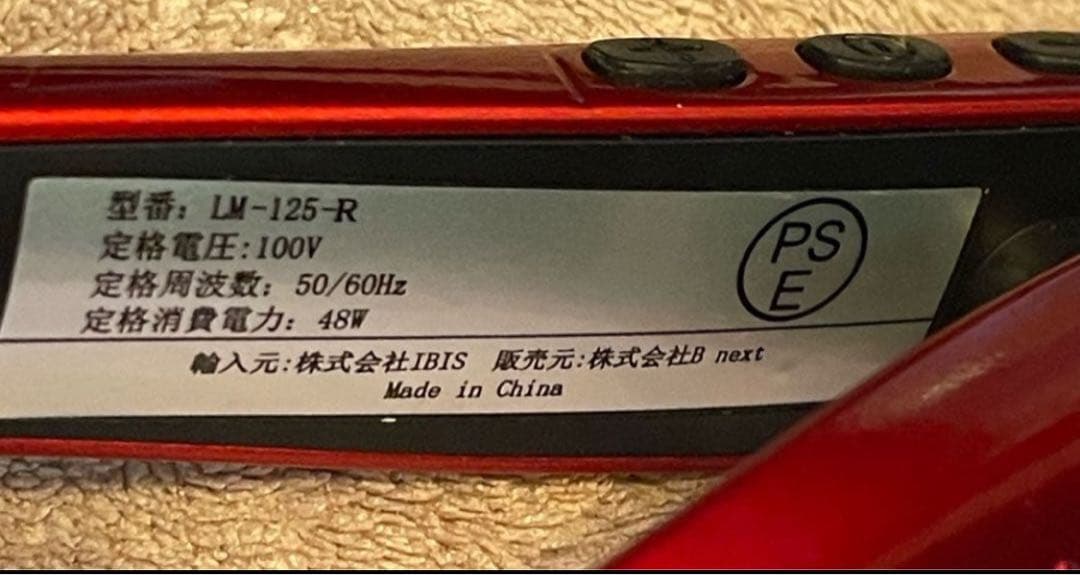 型番: LM-125-R
定格電圧:100V
定格周波数: 50/60Hz
定格消費電力: 48W
PS
E
輸入元:株式会社IBIS 販売元:株式会社B next
Made in China